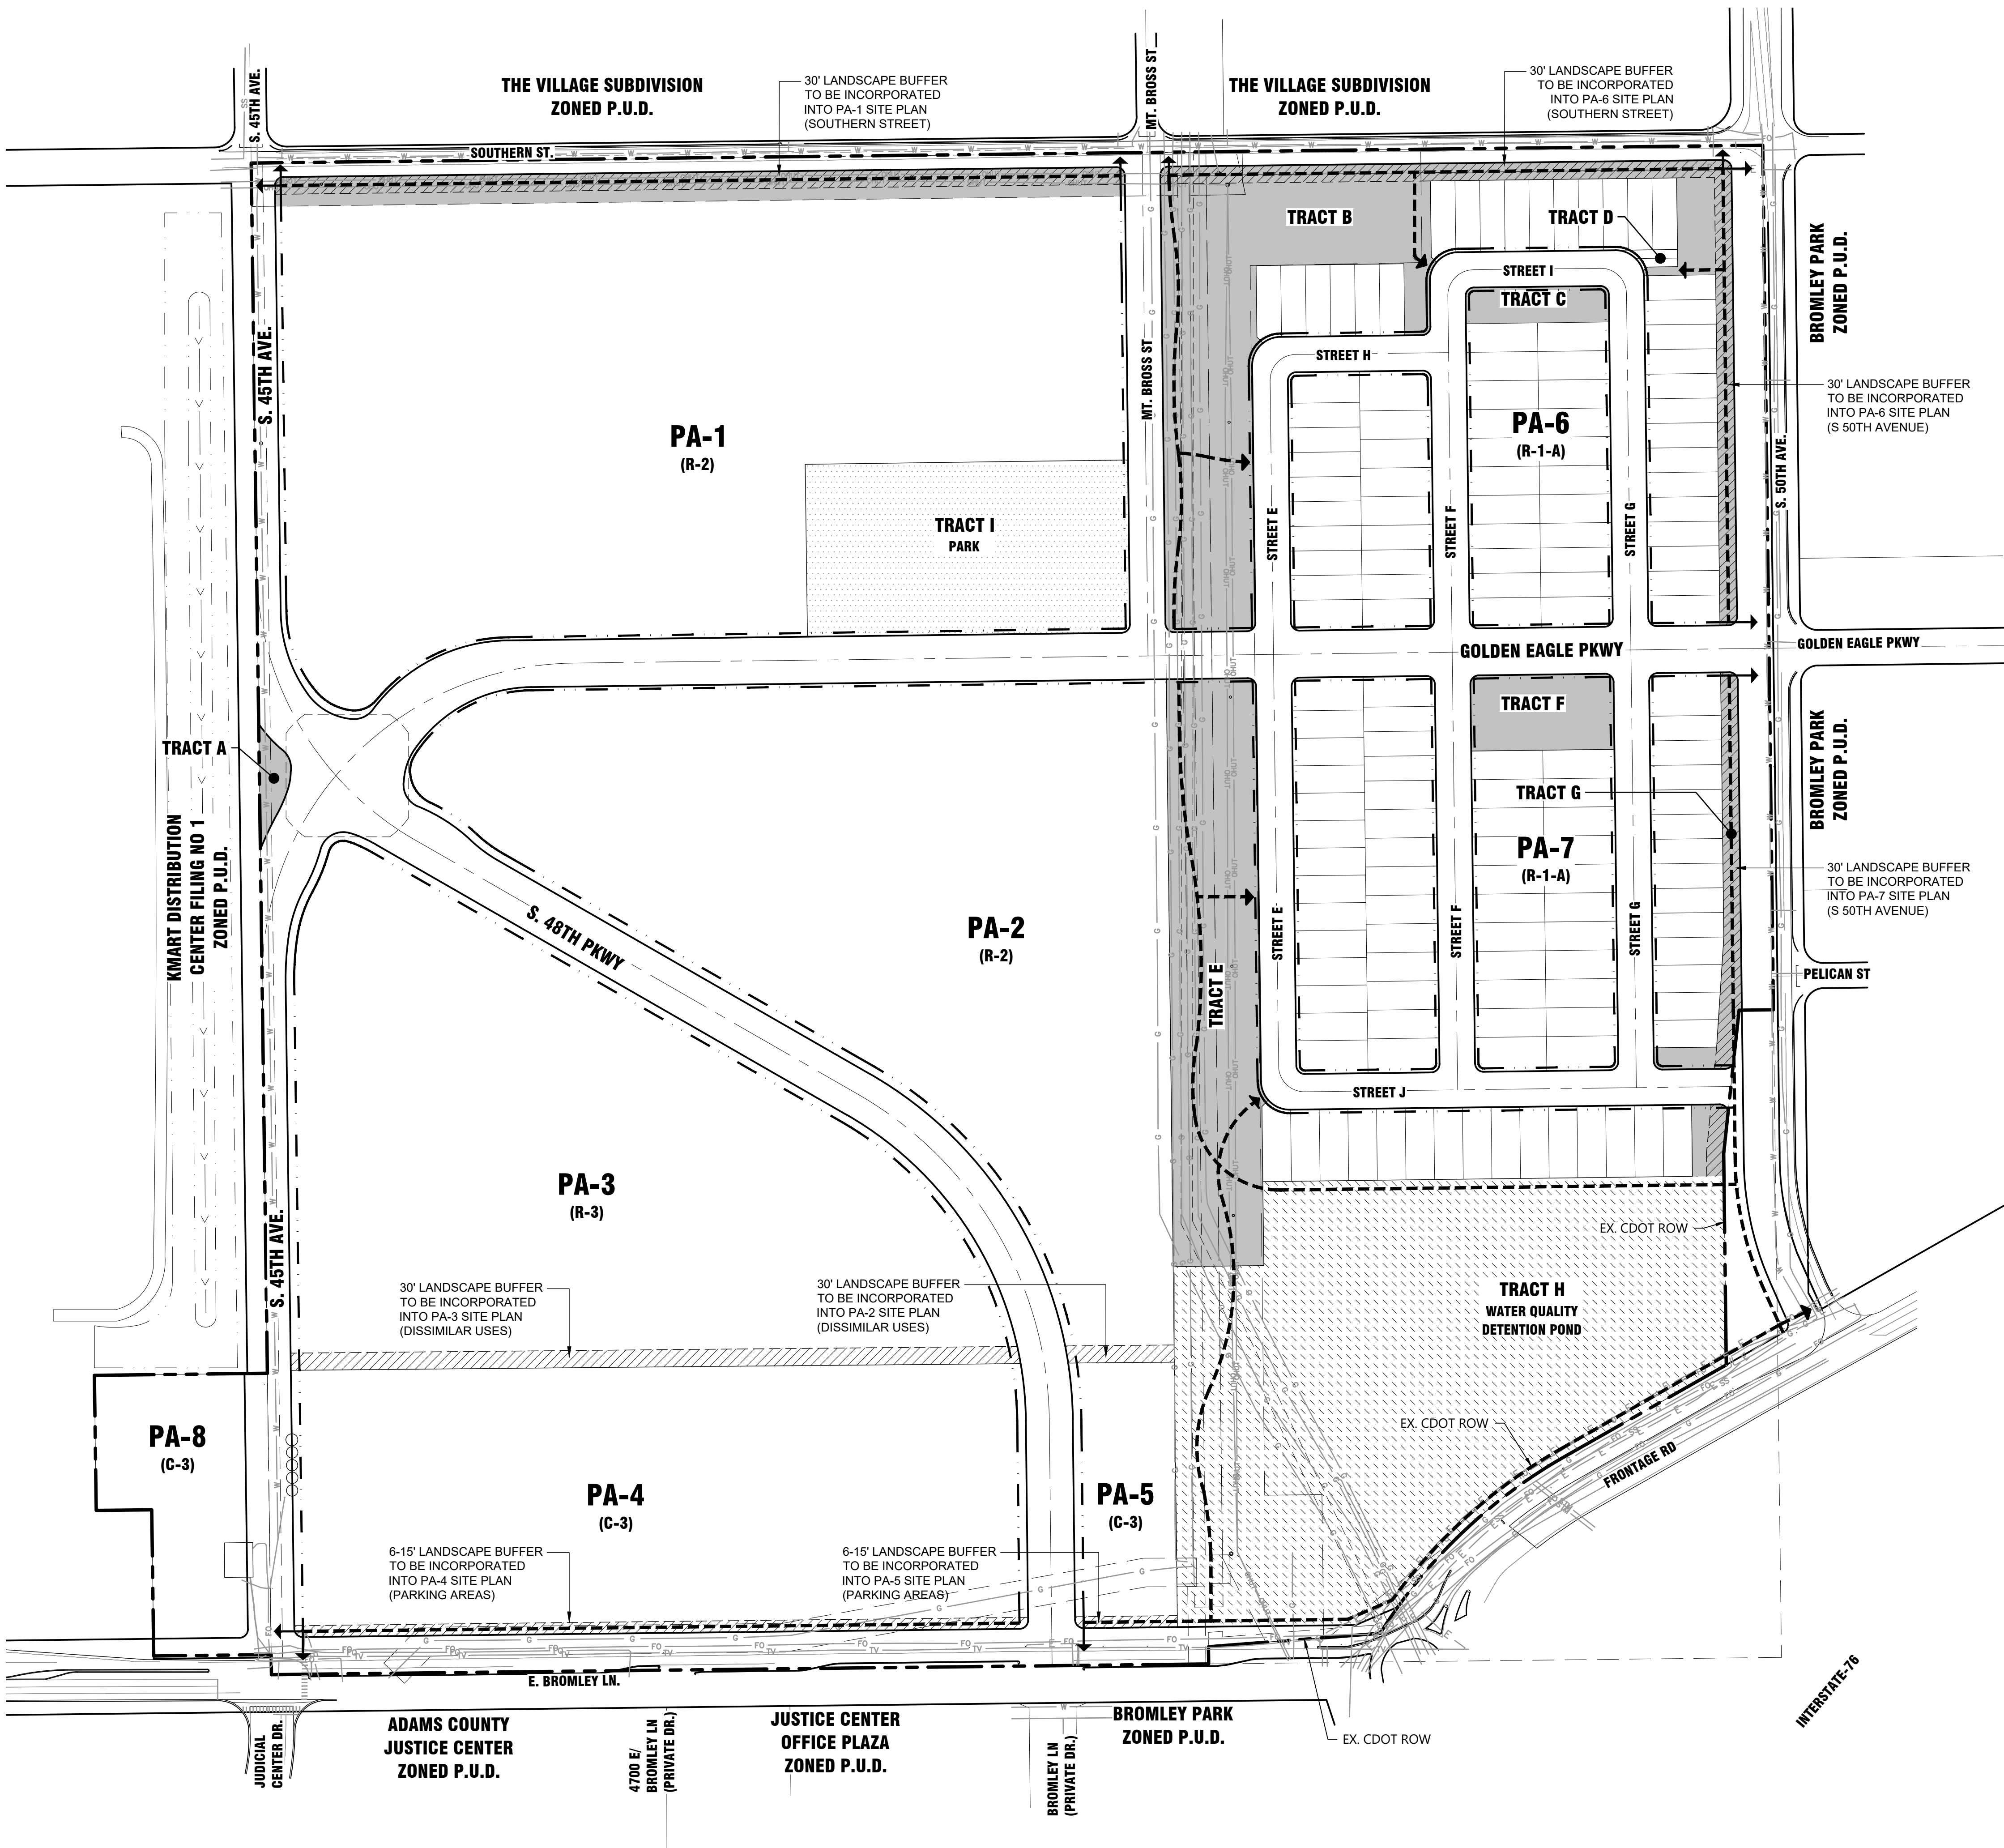 S. 45TH AVE.
SS
THE VILLAGE SUBDIVISION
ZONED P.U.D.
30' LANDSCAPE BUFFER
TO BE INCORPORATED
INTO PA-1 SITE PLAN
(SOUTHERN STREET)
MT. BROSS ST
THE VILLAGE SUBDIVISION
ZONED P.U.D.
30' LANDSCAPE BUFFER
TO BE INCORPORATED
INTO PA-6 SITE PLAN
(SOUTHERN STREET)
SOUTHERN ST.
TRACT B
TRACT D
BROMLEY PARK
ZONED P.U.D.
STREET I
TRACT C
STREET H
S. 45TH AVE.
MT. BROSS ST
PA-1
(R-2)
PA-6
(R-1-A)
30' LANDSCAPE BUFFER
TO BE INCORPORATED
INTO PA-6 SITE PLAN
(S 50TH AVENUE)
S. 50TH AVE.
TRACT I
PARK
STREET E
STREET F
STREET G
GOLDEN EAGLE PKWY
GOLDEN EAGLE PKWY
TRACT A
TRACT F
BROMLEY PARK
ZONED P.U.D.
TRACT G
KMART DISTRIBUTION
CENTER FILING NO 1
ZONED P.U.D.
S. 48TH PKWY
PA-2
(R-2)
PA-7
(R-1-A)
30' LANDSCAPE BUFFER
TO BE INCORPORATED
INTO PA-7 SITE PLAN
(S 50TH AVENUE)
STREET E
STREET F
STREET G
TRACT E
PELICAN ST
STREET J
PA-3
(R-3)
S. 45TH AVE.
EX. CDOT ROW
30' LANDSCAPE BUFFER
TO BE INCORPORATED
INTO PA-3 SITE PLAN
(DISSIMILAR USES)
30' LANDSCAPE BUFFER
TO BE INCORPORATED
INTO PA-2 SITE PLAN
(DISSIMILAR USES)
TRACT H
WATER QUALITY
DETENTION POND
PA-8
(C-3)
EX. CDOT ROW
FRONTAGE RD
PA-4
(C-3)
PA-5
(C-3)
6-15' LANDSCAPE BUFFER
TO BE INCORPORATED
INTO PA-4 SITE PLAN
(PARKING AREAS)
6-15' LANDSCAPE BUFFER
TO BE INCORPORATED
INTO PA-5 SITE PLAN
(PARKING AREAS)
E. BROMLEY LN.
INTERSTATE-76
JUDICIAL
CENTER DR.
ADAMS COUNTY
JUSTICE CENTER
ZONED P.U.D.
4700 E/
BROMLEY LN
(PRIVATE DR.)
JUSTICE CENTER
OFFICE PLAZA
ZONED P.U.D.
BROMLEY LN
(PRIVATE DR.)
BROMLEY PARK
ZONED P.U.D.
EX. CDOT ROW